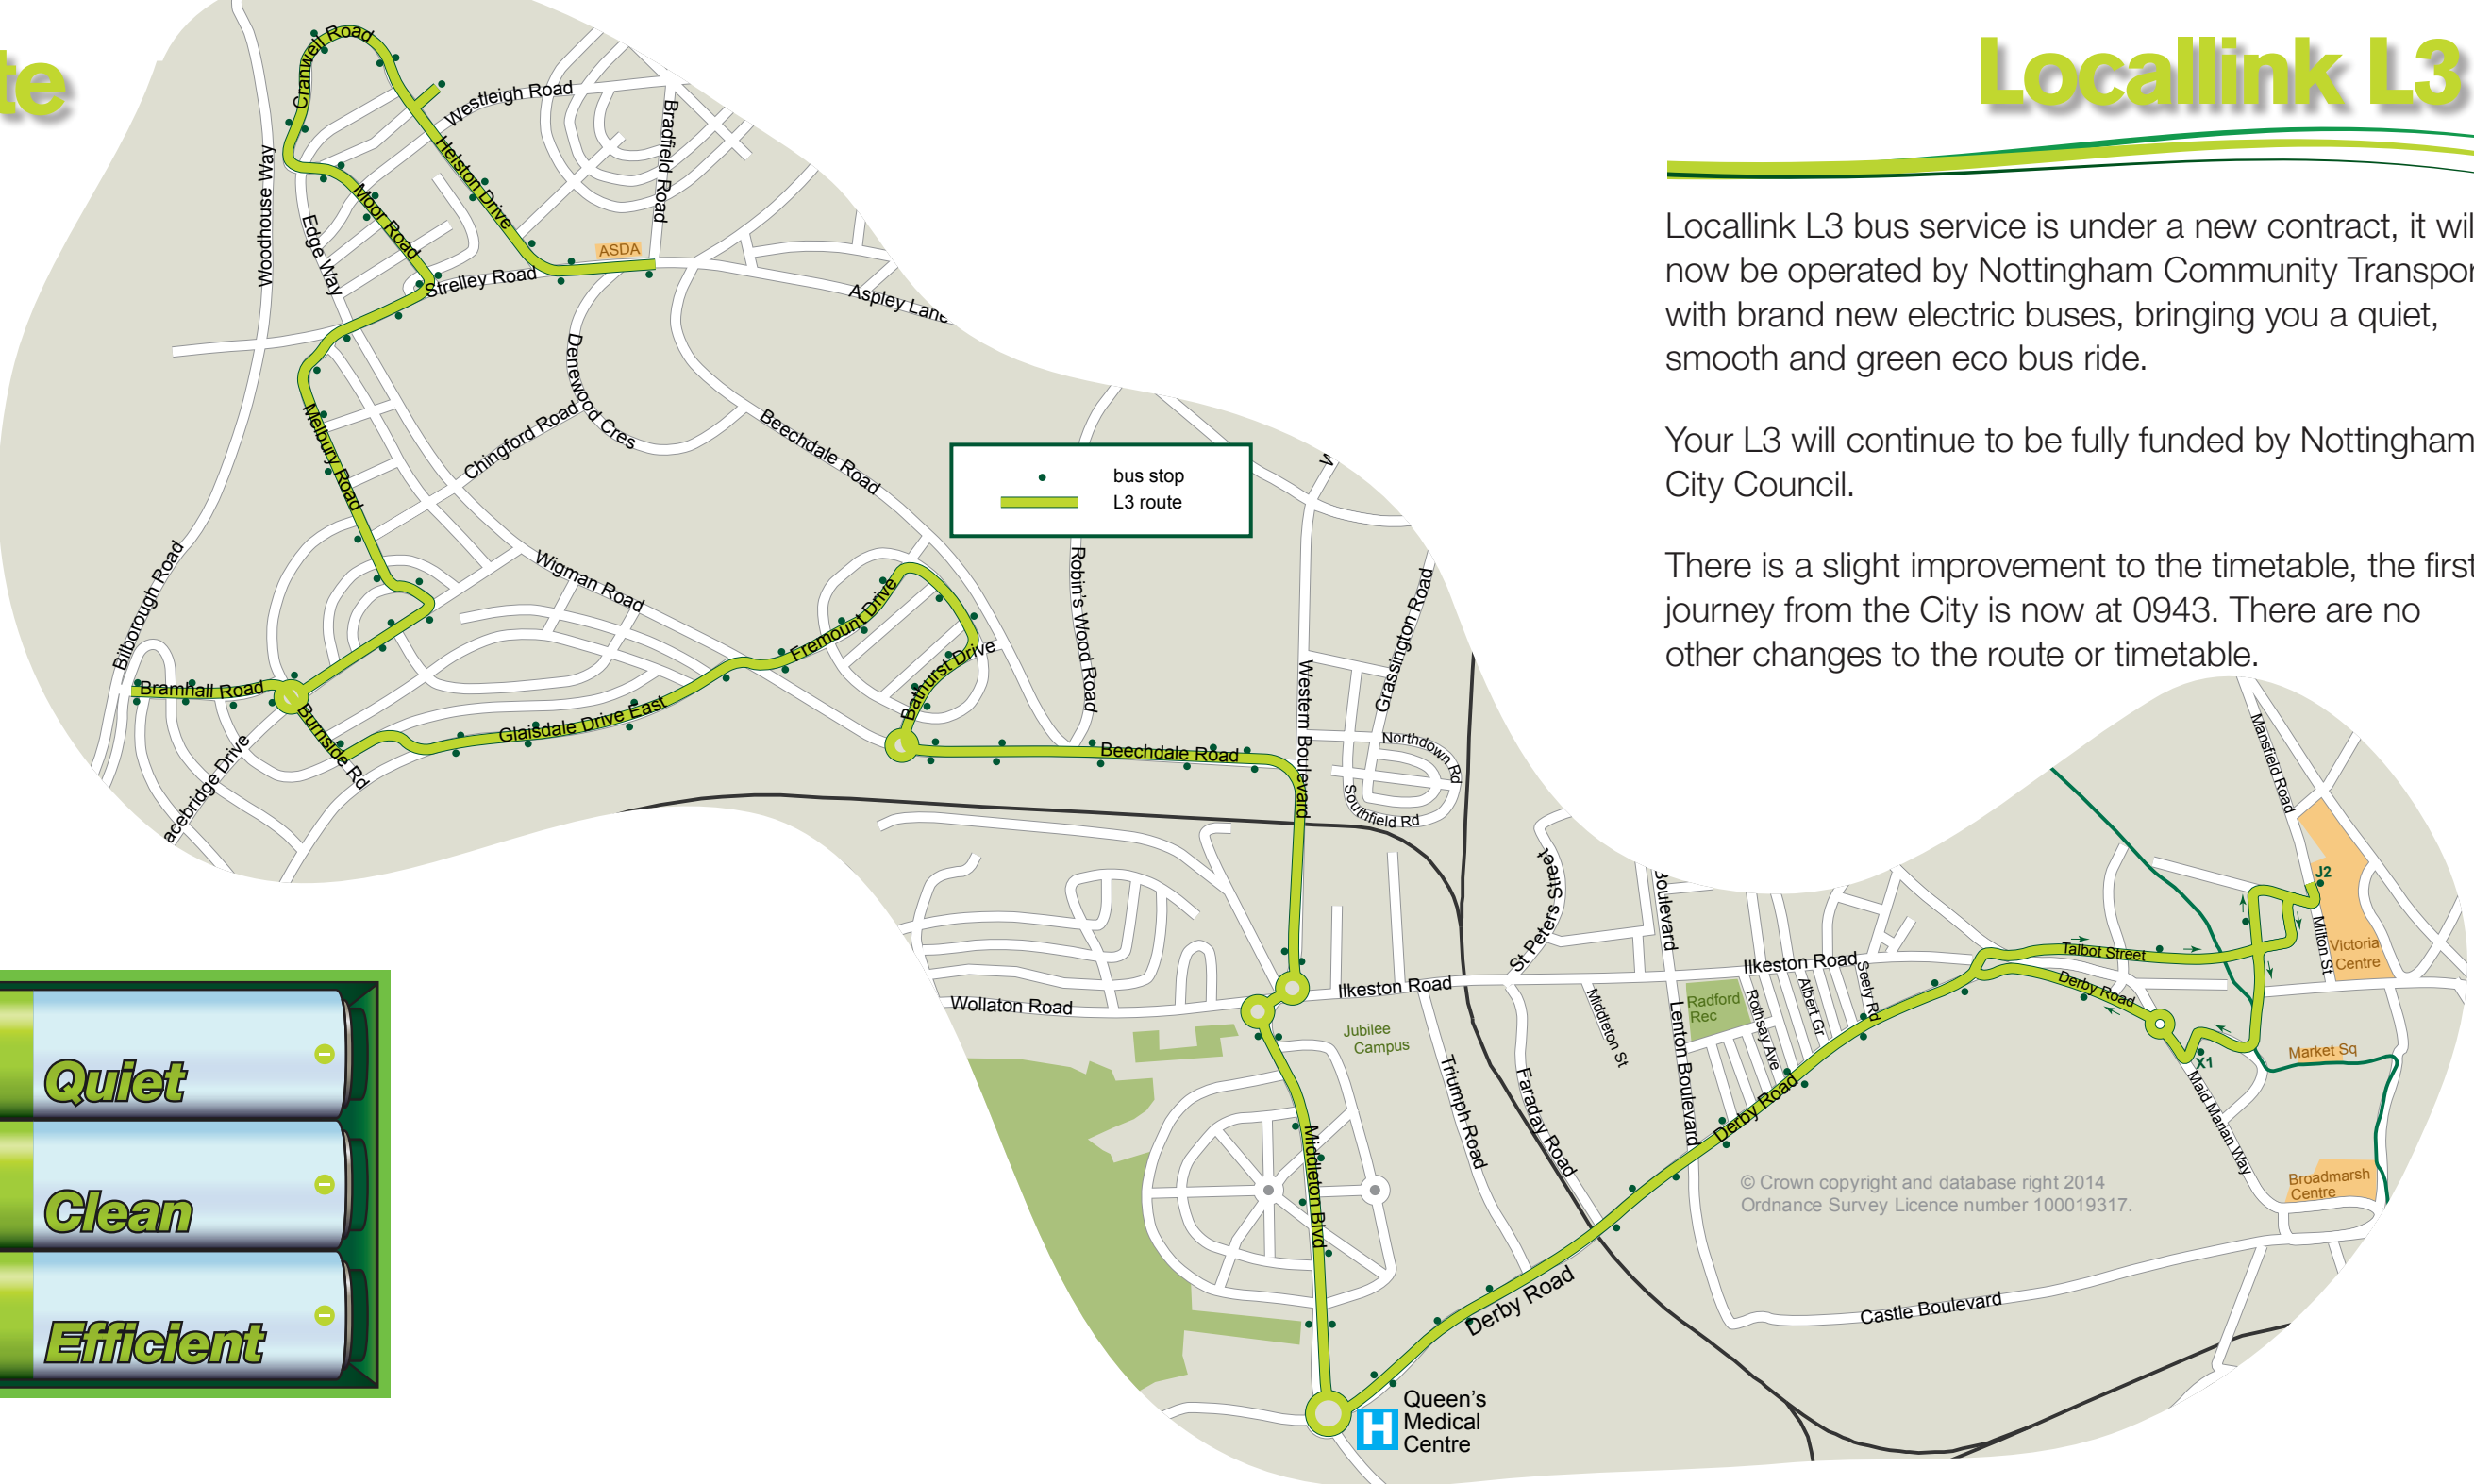 te
Locallink L3
Locallink L3 bus service is under a new contract, it wil
now be operated by Nottingham Community Transpor
with brand new electric buses, bringing you a quiet,
smooth and green eco bus ride.
Your L3 will continue to be fully funded by Nottingham
City Council.
There is a slight improvement to the timetable, the first
journey from the City is now at 0943. There are no
other changes to the route or timetable.
Cranwell Road
Westleigh Road
Bradfield Road
Helston Drive
Woodhouse Way
Moor Road
Edge Way
ASDA
Strelley Road
Aspley Lane
Denewood Cres
Chingford Road
Melbury Road
Beechdale Road
bus stop
L3 route
Wigman Road
Robin's Wood Road
Bilborough Road
Fremount Drive
Bathurst Drive
Bramhall Road
Burnside Rd
Glaisdale Drive East
acebridge Drive
Beechdale Road
Western Boulevard
Grassington Road
Northdown Rd
Southfield Rd
Mansfield Road
J2
Milton St
Victoria
Centre
Talbot Street
Derby Road
X1
Market Sq
Maid Marian Way
Broadmarsh
Centre
St Peters Street
Boulevard
Ilkeston Road
Seely Rd
Albert Gr
Rothsay Ave
Radford
Rec
Middleton St
Lenton Boulevard
Ilkeston Road
Wollaton Road
Jubilee
Campus
Triumph Road
Faraday Road
Middleton Blvd
Derby Road
Derby Road
Castle Boulevard
© Crown copyright and database right 2014
Ordnance Survey Licence number 100019317.
H
Queen's
Medical
Centre
Quiet
Clean
Efficient